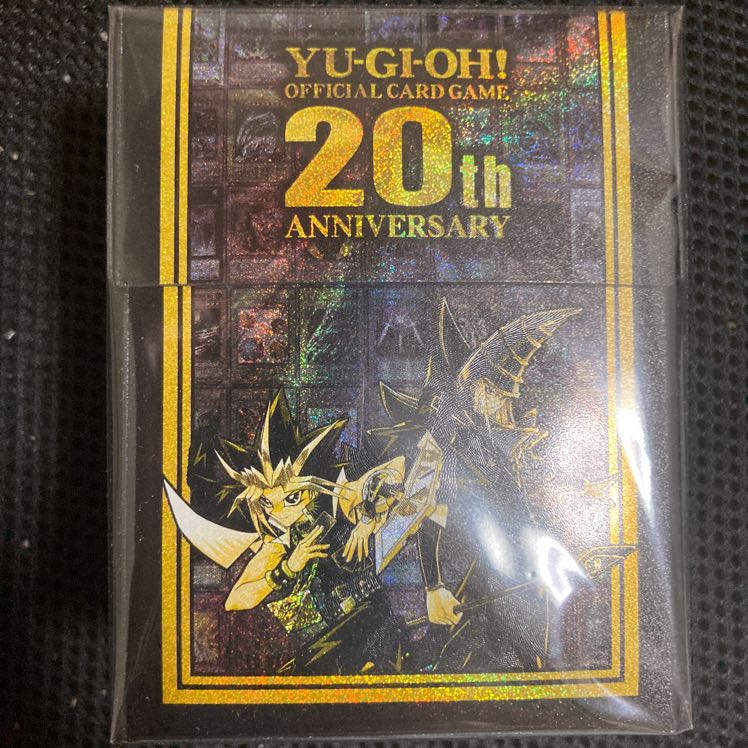 YU-GI-OH!
OFFICIAL CARD GAME
20th
ANNIVERSARY